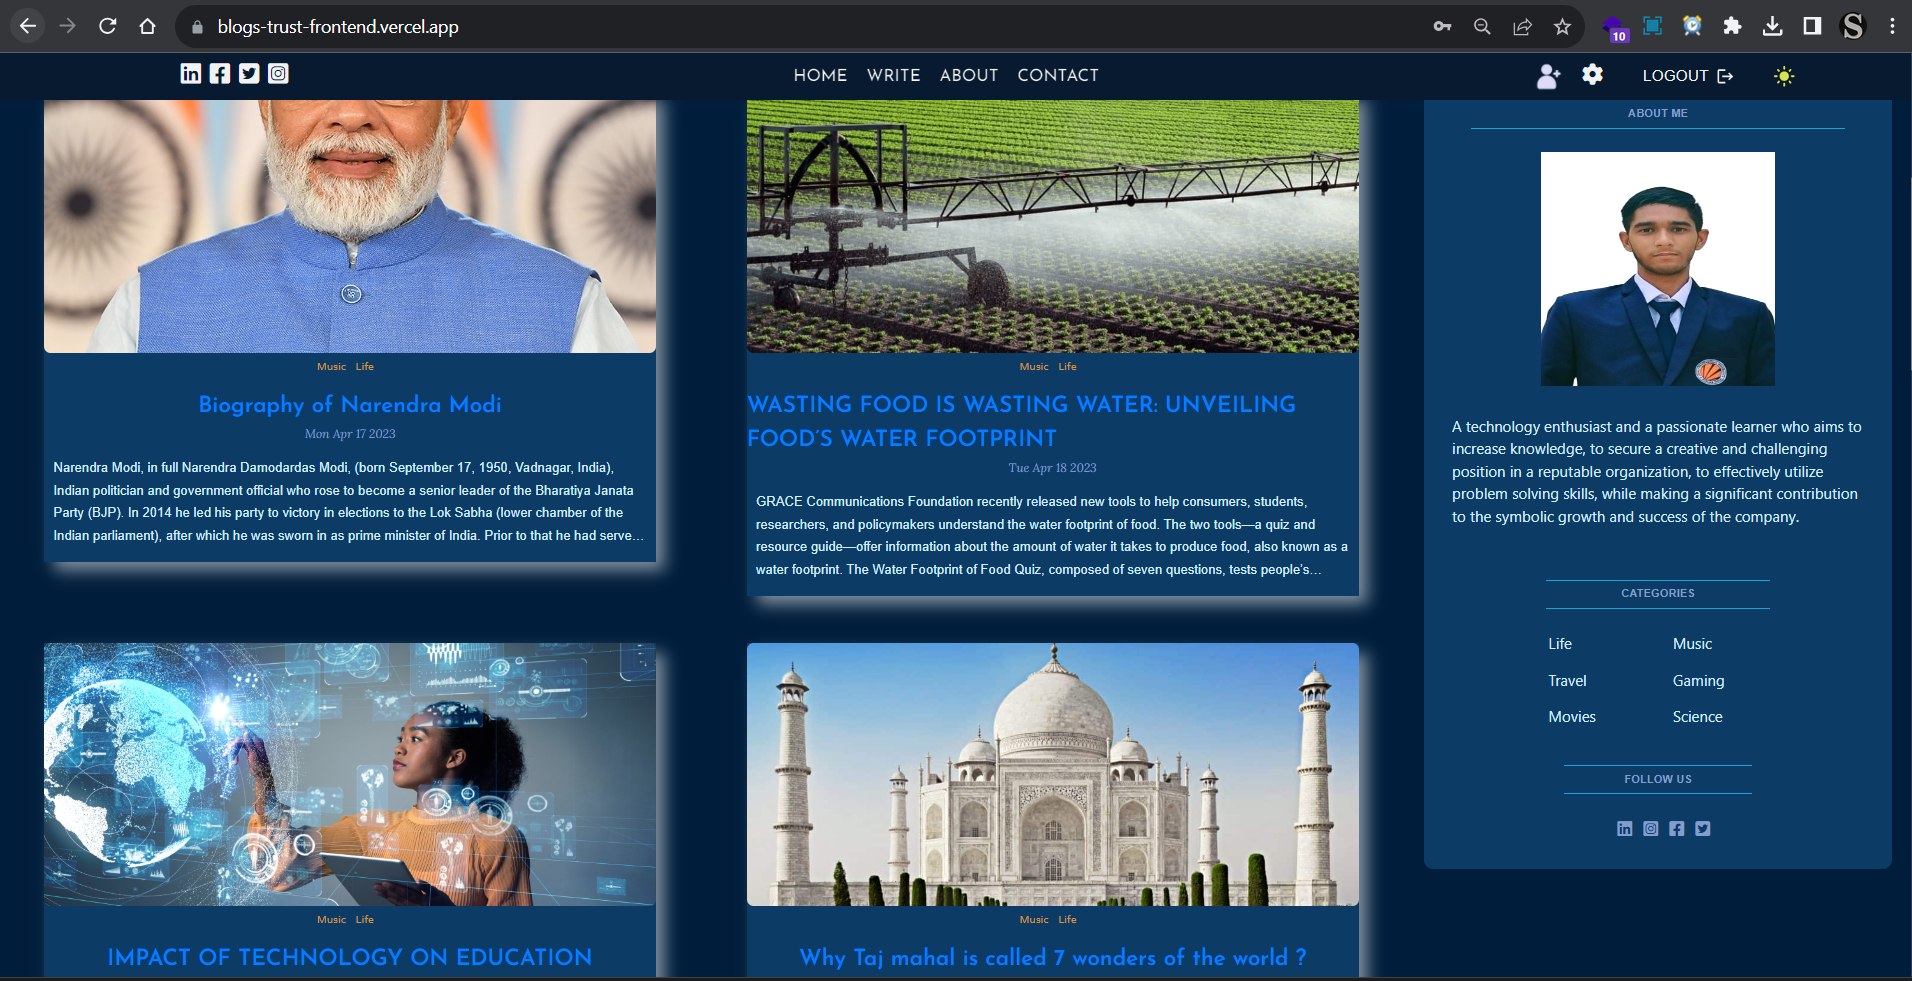 blogs-trust-frontend.vercel.app
10
S
HOME WRITE ABOUT CONTACT
LOGOUT
Music Life
Biography of Narendra Modi
Mon Apr 17 2023
Narendra Modi, in full Narendra Damodardas Modi, (born September 17, 1950, Vadnagar, India),
Indian politician and government official who rose to become a senior leader of the Bharatiya Janata
Party (BJP). In 2014 he led his party to victory in elections to the Lok Sabha (lower chamber of the
Indian parliament), after which he was sworn in as prime minister of India. Prior to that he had serve...
Music Life
WASTING FOOD IS WASTING WATER: UNVEILING
FOOD'S WATER FOOTPRINT
Tue Apr 18 2023
GRACE Communications Foundation recently released new tools to help consumers, students,
researchers, and policymakers understand the water footprint of food. The two tools—a quiz and
resource guide—offer information about the amount of water it takes to produce food, also known as a
water footprint. The Water Footprint of Food Quiz, composed of seven questions, tests people's...
Music Life
IMPACT OF TECHNOLOGY ON EDUCATION
Music Life
Why Taj mahal is called 7 wonders of the world ?
ABOUT ME
A technology enthusiast and a passionate learner who aims to
increase knowledge, to secure a creative and challenging
position in a reputable organization, to effectively utilize
problem solving skills, while making a significant contribution
to the symbolic growth and success of the company.
CATEGORIES
Life Music
Travel Gaming
Movies Science
FOLLOW US